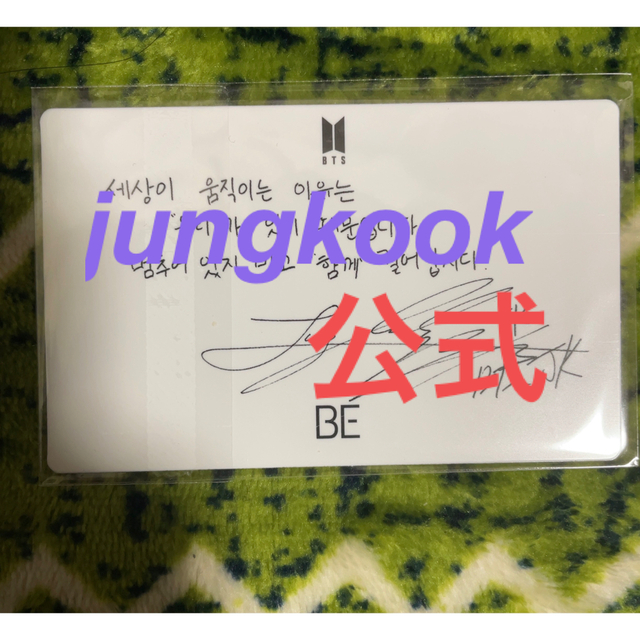 BTS
세상이 움직이는 이유는
jungkook
멈추어 있지 말고 함께 걸어갑시다.
公式
JK
BE